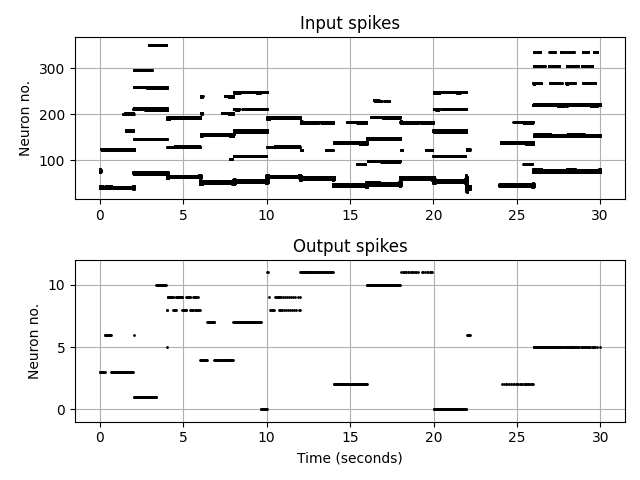 Input spikes
Neuron no.
300
200
100
0 5 10 15 20 25 30
Output spikes
Neuron no.
10
5
0
0 5 10 15 20 25 30
Time (seconds)